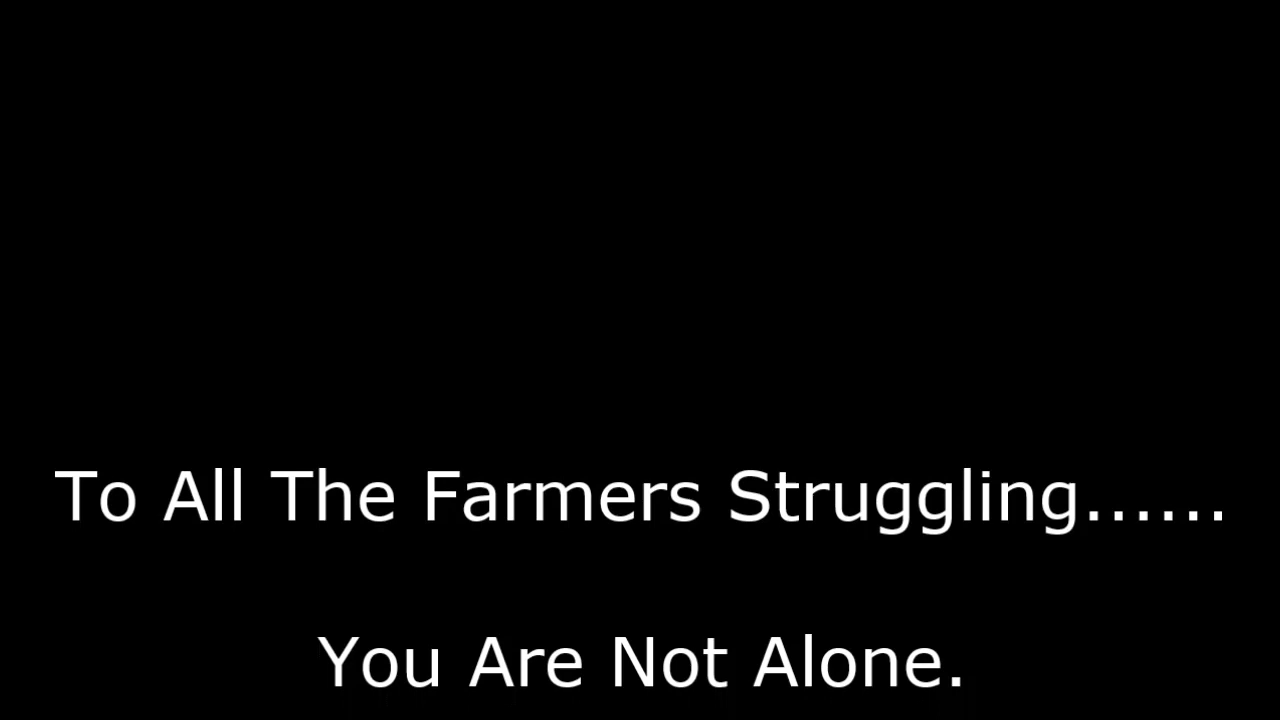 To All The Farmers Struggling......
You Are Not Alone.